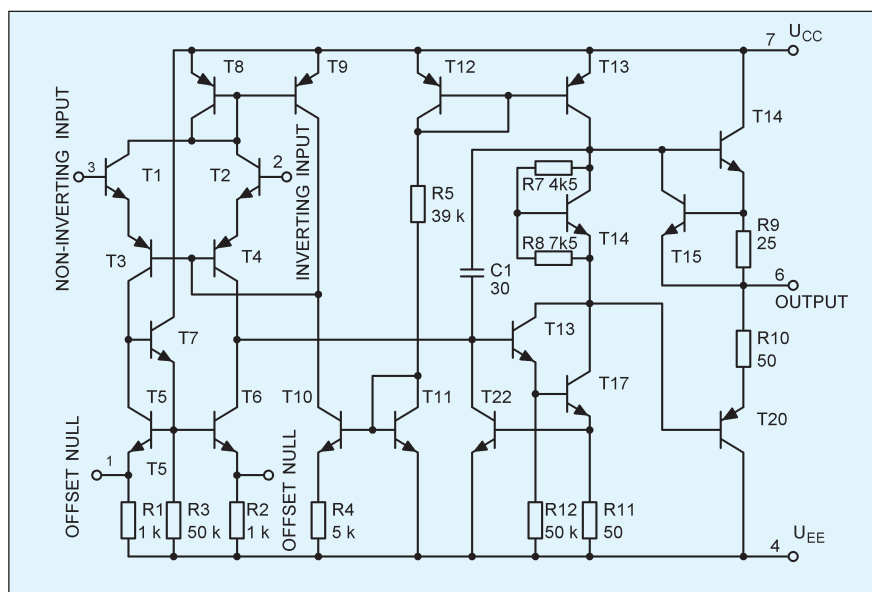 7
U_CC
T8
T9
T12
T13
T14
NON-INVERTING INPUT
3
T1
T2
2
INVERTING INPUT
R5
39 k
R7 4k5
T14
R8 7k5
T15
R9
25
T3
T4
C1
30
6
OUTPUT
T7
T13
R10
50
T5
T6
T10
T11
T22
T17
T20
T5
OFFSET NULL
1
OFFSET NULL
R1
1 k
R3
50 k
R2
1 k
R4
5 k
R12
50 k
R11
50
4
U_EE